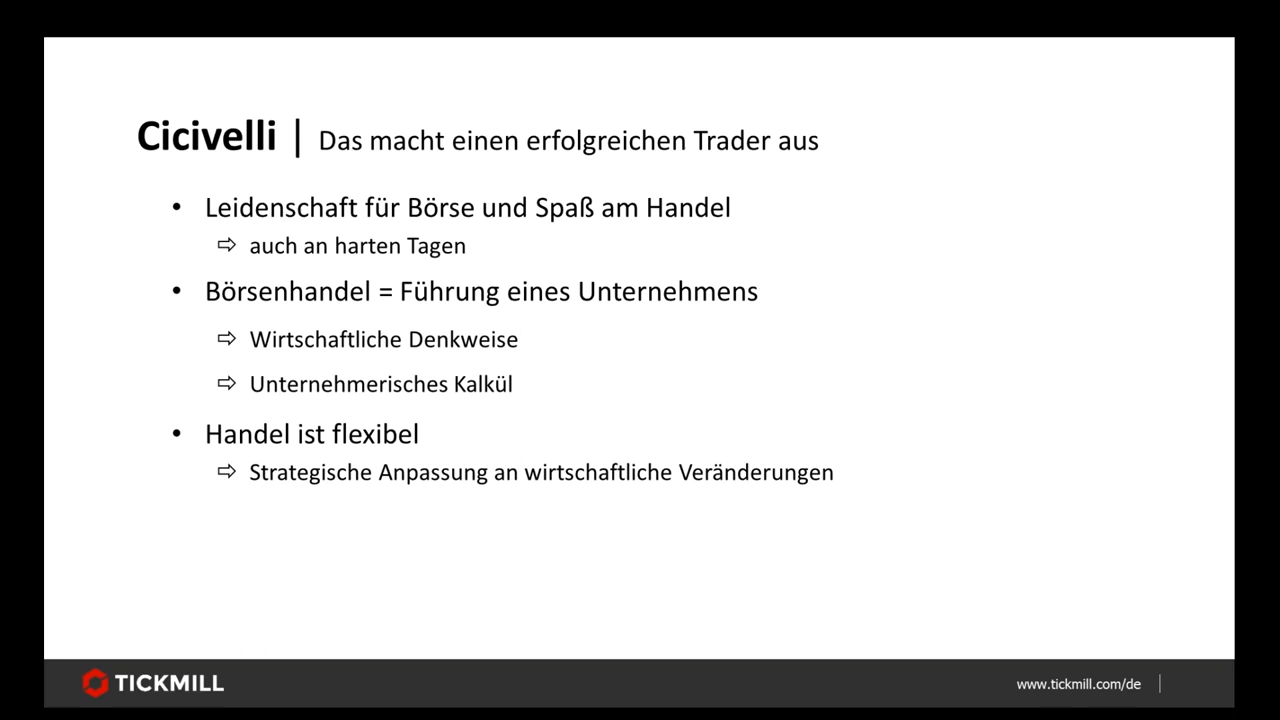 Cicivelli | Das macht einen erfolgreichen Trader aus
• Leidenschaft für Börse und Spaß am Handel
⇨ auch an harten Tagen
• Börsenhandel = Führung eines Unternehmens
⇨ Wirtschaftliche Denkweise
⇨ Unternehmerisches Kalkül
• Handel ist flexibel
⇨ Strategische Anpassung an wirtschaftliche Veränderungen
TICKMILL
www.tickmill.com/de |